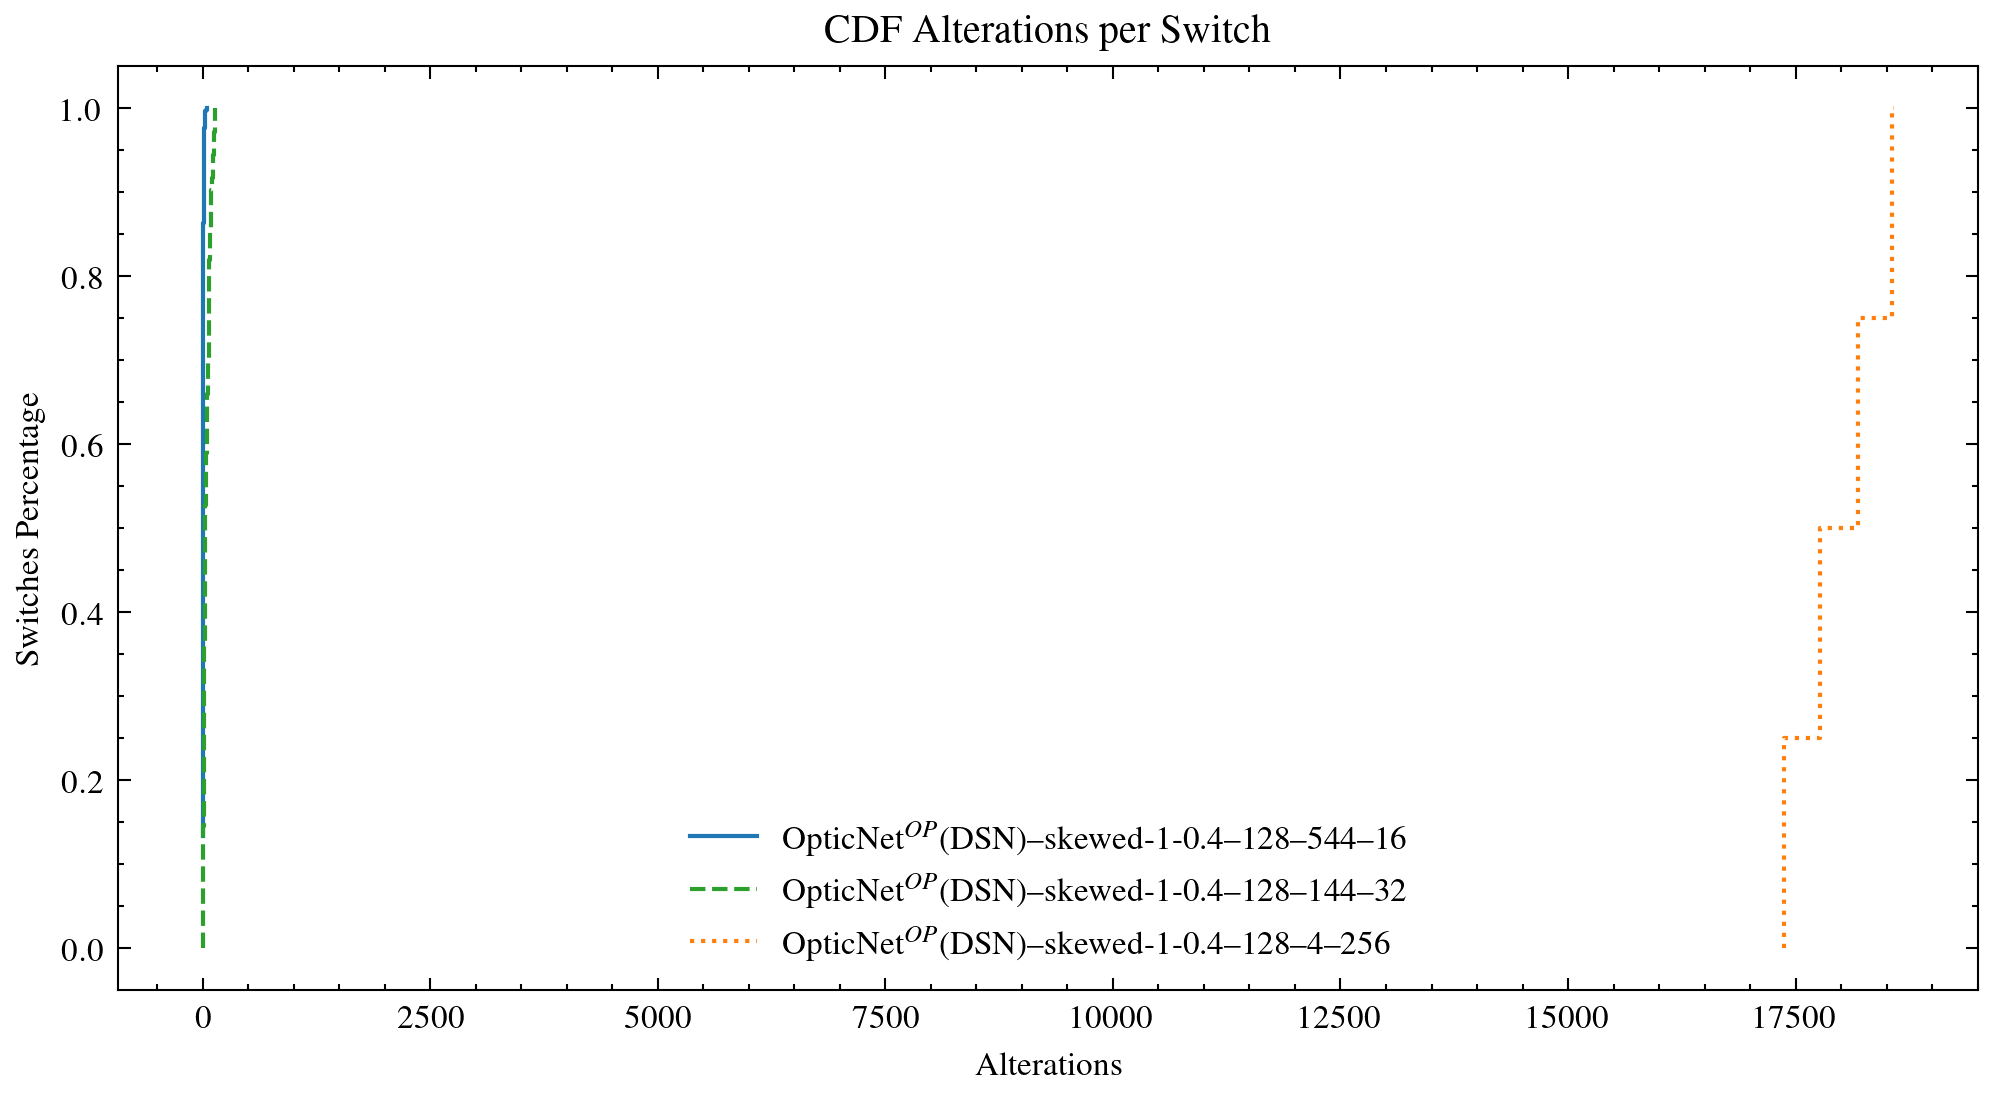 CDF Alterations per Switch
Switches Percentage
1.0
0.8
0.6
0.4
0.2
0.0
OpticNet^OP(DSN)–skewed-1-0.4–128–544–16
OpticNet^OP(DSN)–skewed-1-0.4–128–144–32
OpticNet^OP(DSN)–skewed-1-0.4–128–4–256
0 2500 5000 7500 10000 12500 15000 17500
Alterations